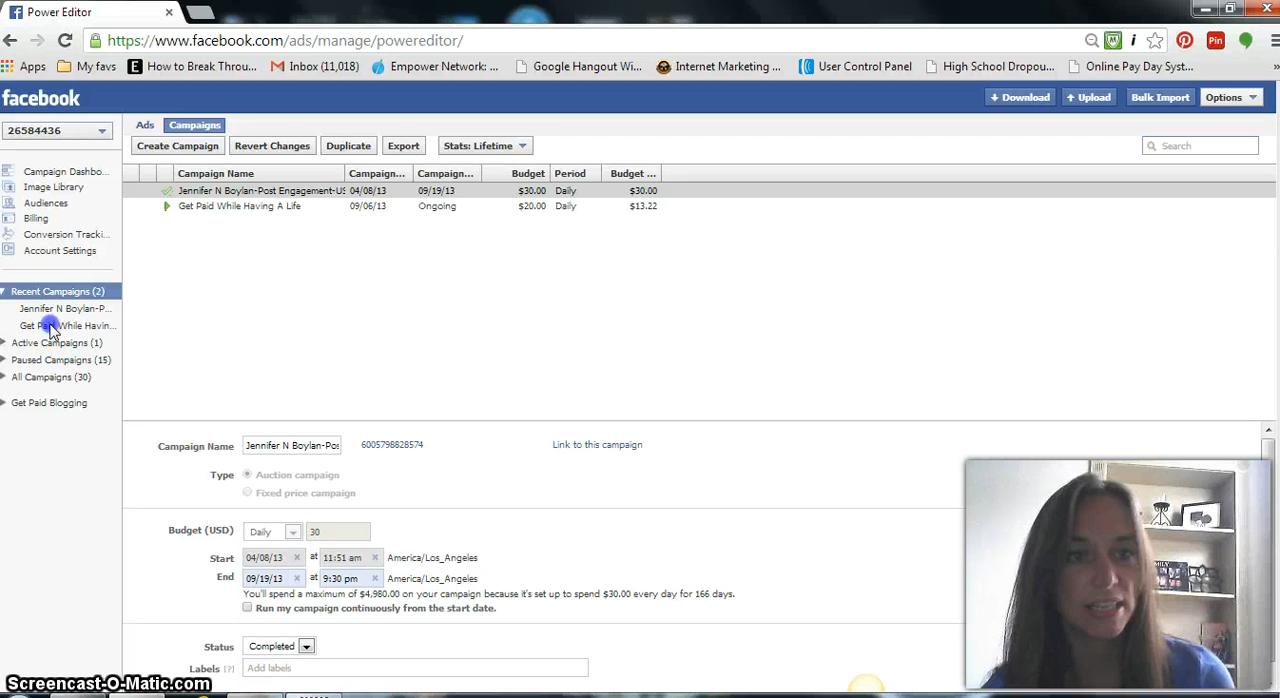 Power Editor
https://www.facebook.com/ads/manage/powereditor/
Apps My favs How to Break Throu... Inbox (11,018) Empower Network: ... Google Hangout Wi... Internet Marketing ... User Control Panel High School Dropou... Online Pay Day Syst...
facebook Download Upload Bulk Import Options
26584436
Ads Campaigns
Create Campaign Revert Changes Duplicate Export Stats: Lifetime Search
Campaign Name Campaign... Campaign... Budget Period Budget ...
Jennifer N Boylan-Post Engagement-US 04/08/13 09/19/13 $30.00 Daily $30.00
Get Paid While Having A Life 09/06/13 Ongoing $20.00 Daily $13.22
Campaign Dashbo...
Image Library
Audiences
Billing
Conversion Tracki...
Account Settings
Recent Campaigns (2)
Jennifer N Boylan-P...
Get Paid While Havin...
Active Campaigns (1)
Paused Campaigns (15)
All Campaigns (30)
Get Paid Blogging
Campaign Name Jennifer N Boylan-Pos 6005798828574 Link to this campaign
Type Auction campaign
Fixed price campaign
Budget (USD) Daily 30
Start 04/08/13 at 11:51 am America/Los_Angeles
End 09/19/13 at 9:30 pm America/Los_Angeles
You'll spend a maximum of $4,980.00 on your campaign because it's set up to spend $30.00 every day for 166 days.
Run my campaign continuously from the start date.
Status Completed
Labels [?] Add labels
Screencast-O-Matic.com